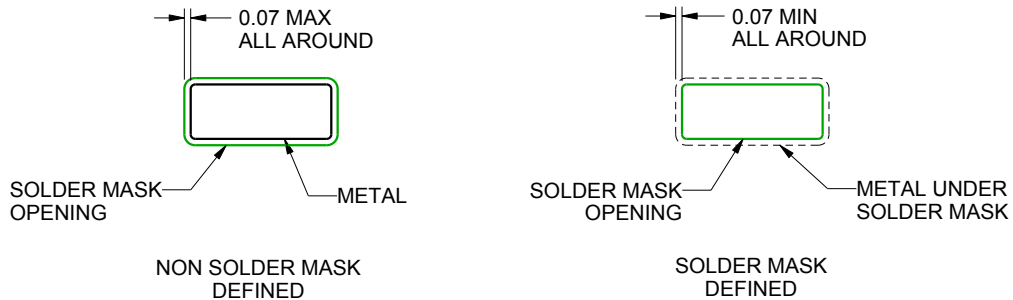 0.07 MAX
ALL AROUND
SOLDER MASK
OPENING
METAL
NON SOLDER MASK
DEFINED
0.07 MIN
ALL AROUND
SOLDER MASK
OPENING
METAL UNDER
SOLDER MASK
SOLDER MASK
DEFINED